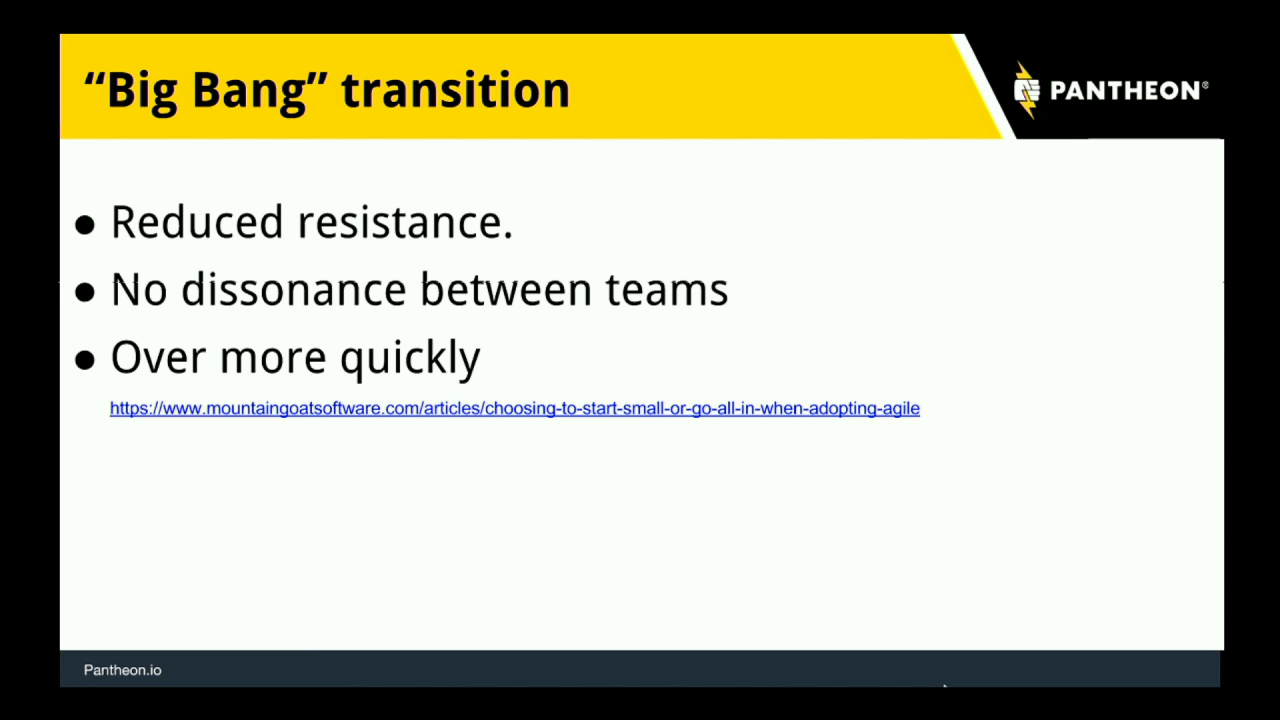 “Big Bang” transition
PANTHEON®
● Reduced resistance.
● No dissonance between teams
● Over more quickly
https://www.mountaingoatsoftware.com/articles/choosing-to-start-small-or-go-all-in-when-adopting-agile
Pantheon.io